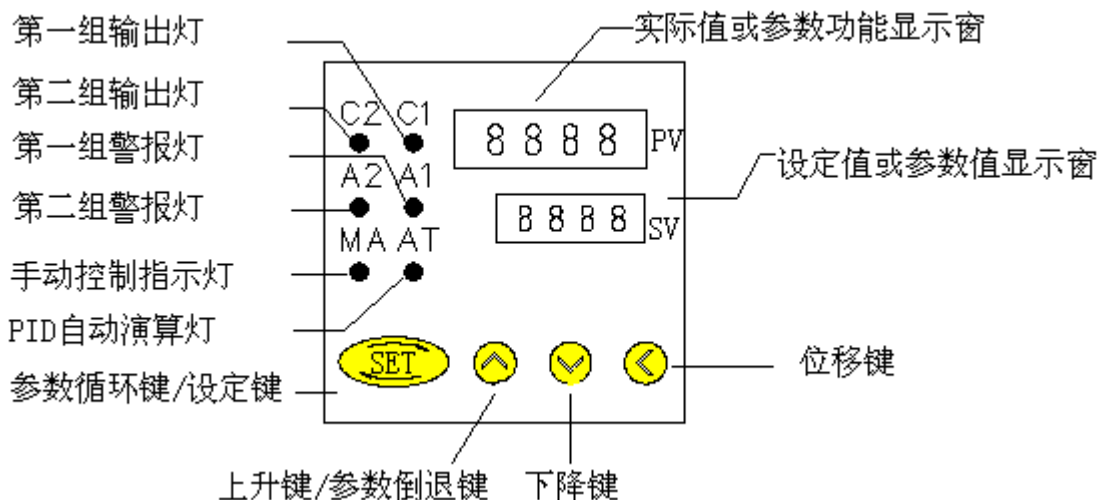 第一组输出灯
实际值或参数功能显示窗
第二组输出灯
C2 C1
8888 PV
第一组警报灯
设定值或参数值显示窗
A2 A1
第二组警报灯
8888 SV
MA AT
手动控制指示灯
PID自动演算灯
SET
位移键
参数循环键/设定键
上升键/参数倒退键 下降键